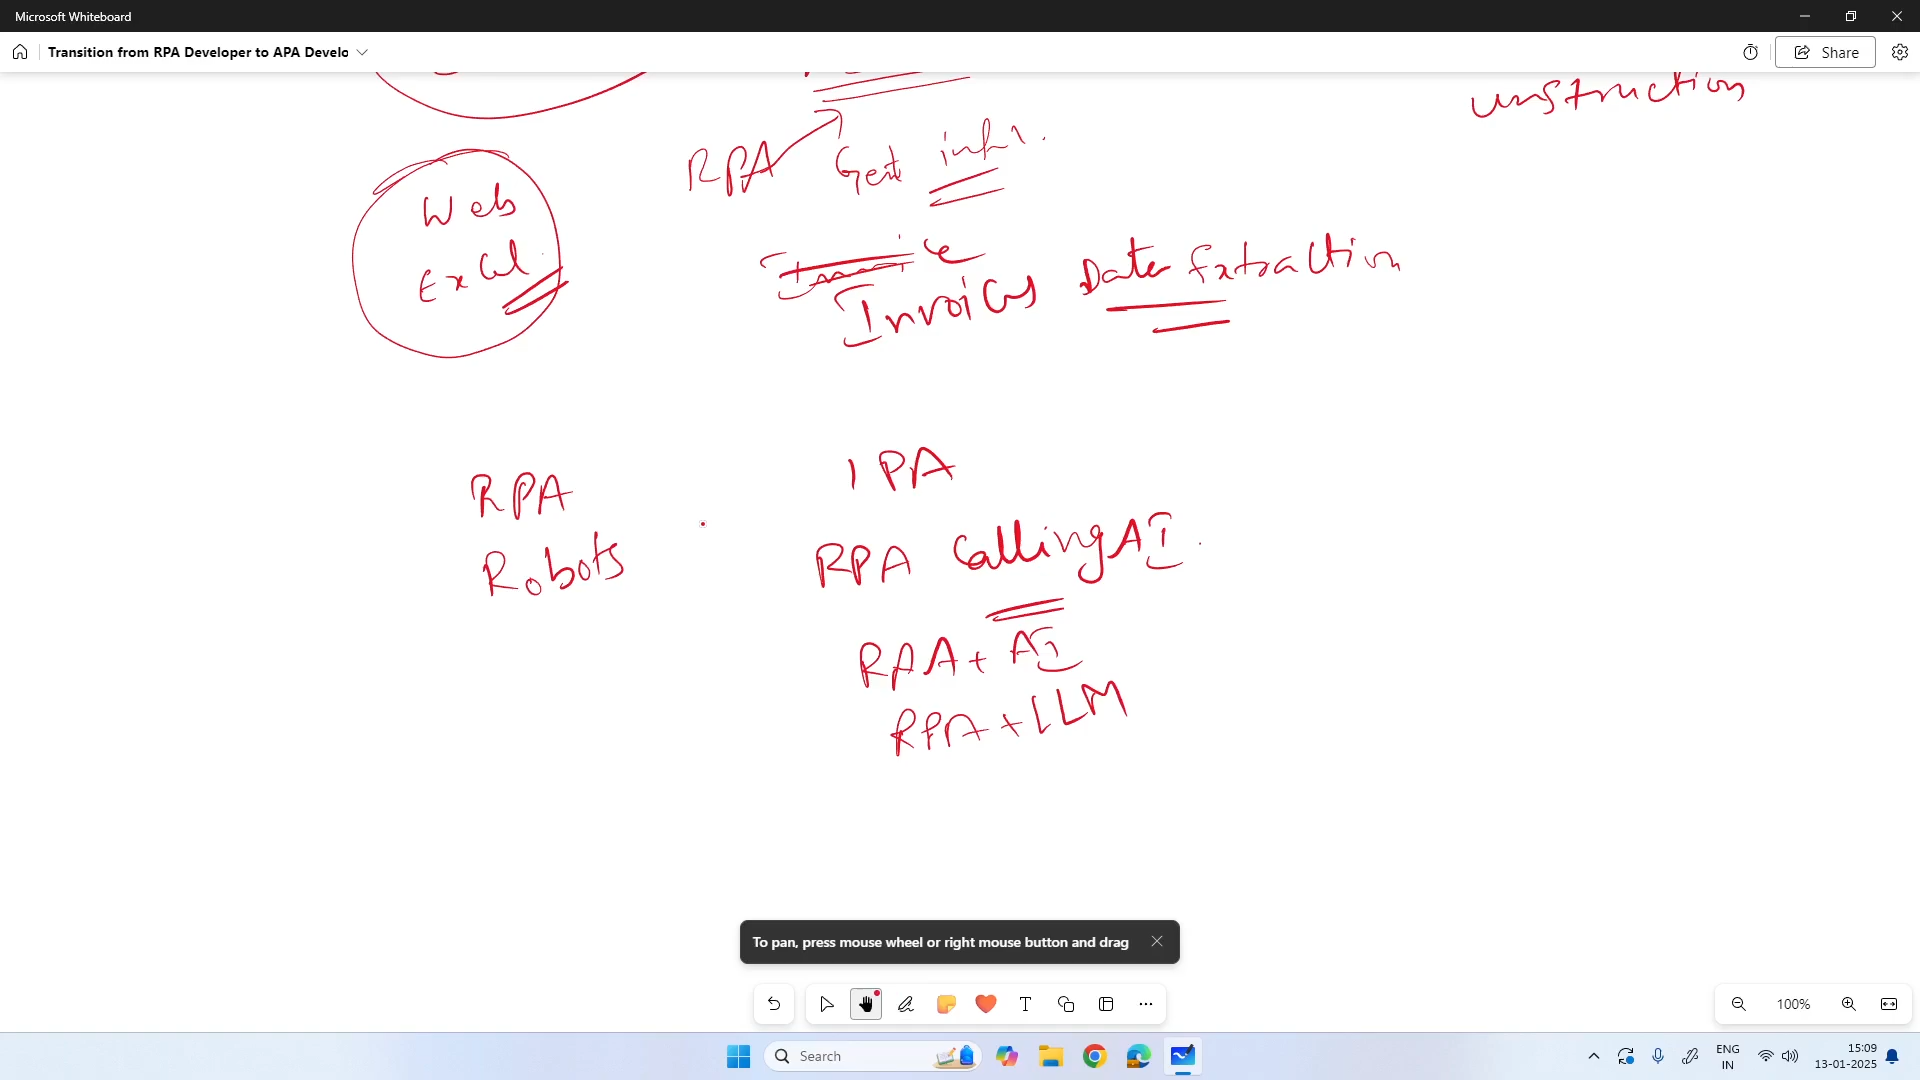 Microsoft Whiteboard
Transition from RPA Developer to APA Develo
Share
unstruction
RPA Get
Web
Excel
Invoices Data Extraction
RPA
Robots
IPA
RPA Calling AI
RPA + AI
RPA + LLM
To pan, press mouse wheel or right mouse button and drag
T
100%
Search
ENG
IN
15:09
13-01-2025